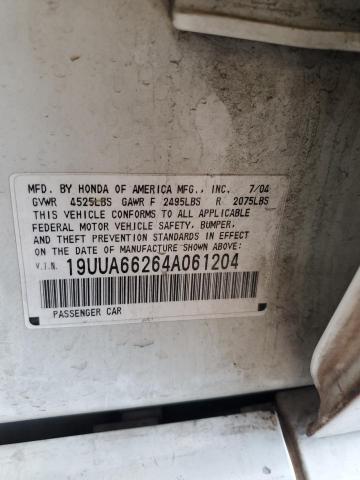 MFD. BY HONDA OF AMERICA MFG., INC. 7/04
GVWR 4525LBS GAWR F 2495LBS R 2075LBS
THIS VEHICLE CONFORMS TO ALL APPLICABLE
FEDERAL MOTOR VEHICLE SAFETY, BUMPER,
AND THEFT PREVENTION STANDARDS IN EFFECT
ON THE DATE OF MANUFACTURE SHOWN ABOVE:
V.I.N. 19UUA66264A061204
PASSENGER CAR